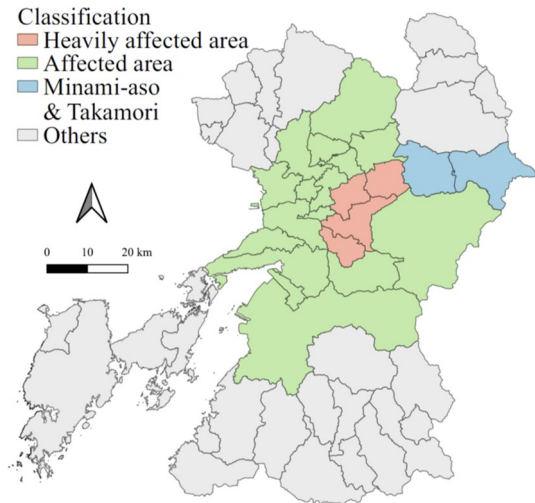 Classification
Heavily affected area
Affected area
Minami-aso
& Takamori
Others
0 10 20 km